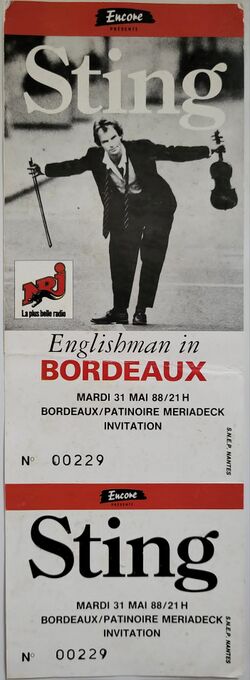 Encore
PRÉSENTE
Sting
NRJ
La plus belle radio
Englishman in
BORDEAUX
MARDI 31 MAI 88/21 H
BORDEAUX/PATINOIRE MERIADECK
INVITATION
N° 00229
S.N.E.P. NANTES
Encore
PRÉSENTE
Sting
MARDI 31 MAI 88/21 H
BORDEAUX/PATINOIRE MERIADECK
INVITATION
N° 00229
S.N.E.P. NANTES